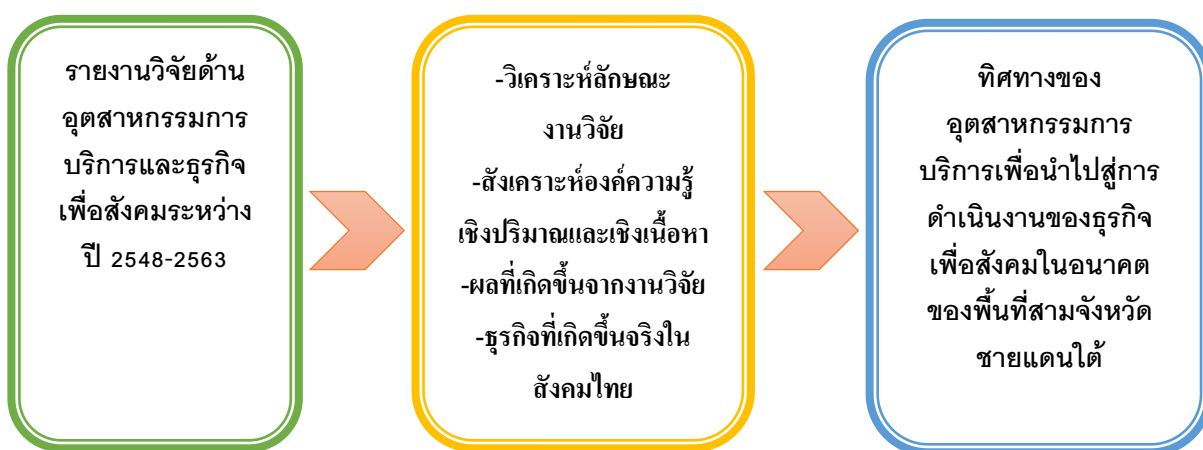 รายงานวิจัยด้าน
อุตสาหกรรมการ
บริการและธุรกิจ
เพื่อสังคมระหว่าง
ปี 2548-2563
-วิเคราะห์ลักษณะ
งานวิจัย
-สังเคราะห์องค์ความรู้
เชิงปริมาณและเชิงเนื้อหา
-ผลที่เกิดขึ้นจากงานวิจัย
-ธุรกิจที่เกิดขึ้นจริงใน
สังคมไทย
ทิศทางของ
อุตสาหกรรมการ
บริการเพื่อนำไปสู่การ
ดำเนินงานของธุรกิจ
เพื่อสังคมในอนาคต
ของพื้นที่สามจังหวัด
ชายแดนใต้